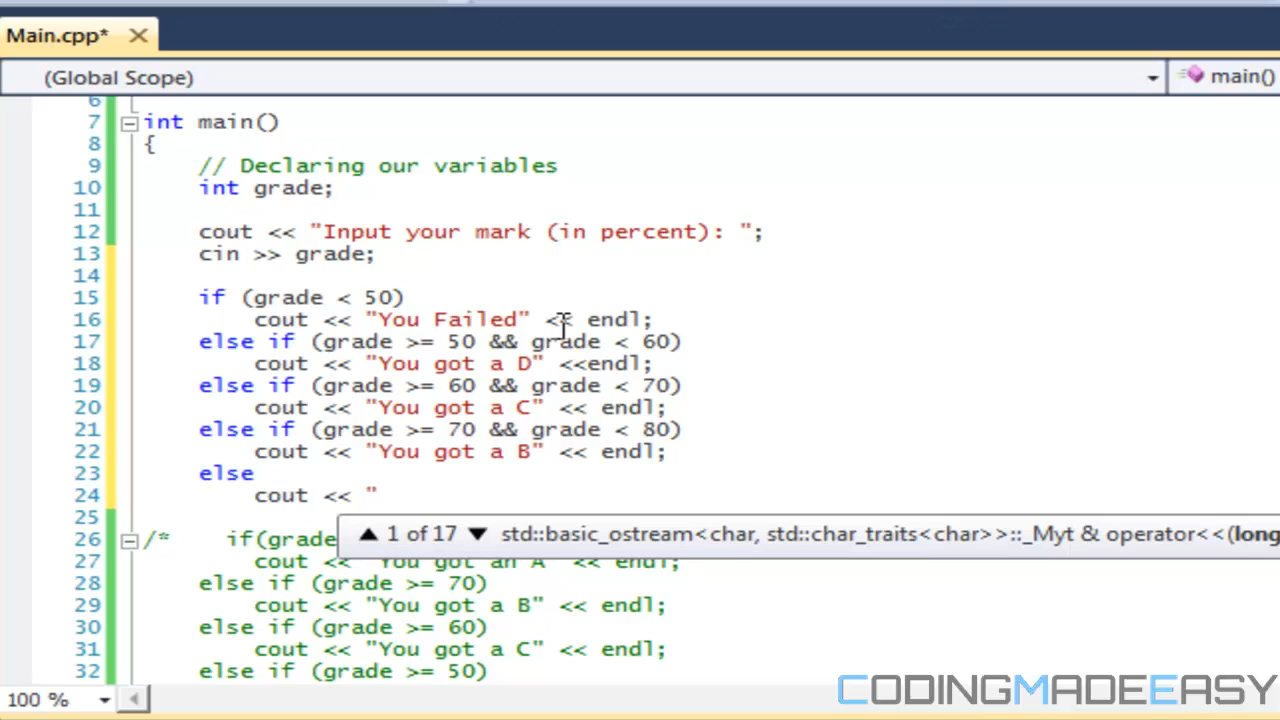 Main.cpp*
(Global Scope)
main()
6
7 int main()
8 {
9 // Declaring our variables
10 int grade;
11
12 cout << "Input your mark (in percent): ";
13 cin >> grade;
14
15 if (grade < 50)
16 cout << "You Failed" << endl;
17 else if (grade >= 50 && grade < 60)
18 cout << "You got a D" <<endl;
19 else if (grade >= 60 && grade < 70)
20 cout << "You got a C" << endl;
21 else if (grade >= 70 && grade < 80)
22 cout << "You got a B" << endl;
23 else
24 cout << "
25
26 /* if(grade
1 of 17 std::basic_ostream<char, std::char_traits<char>>::_Myt & operator<<(long
27 cout << "You got an A" << endl;
28 else if (grade >= 70)
29 cout << "You got a B" << endl;
30 else if (grade >= 60)
31 cout << "You got a C" << endl;
32 else if (grade >= 50)
100 %
CODINGMADEEASY